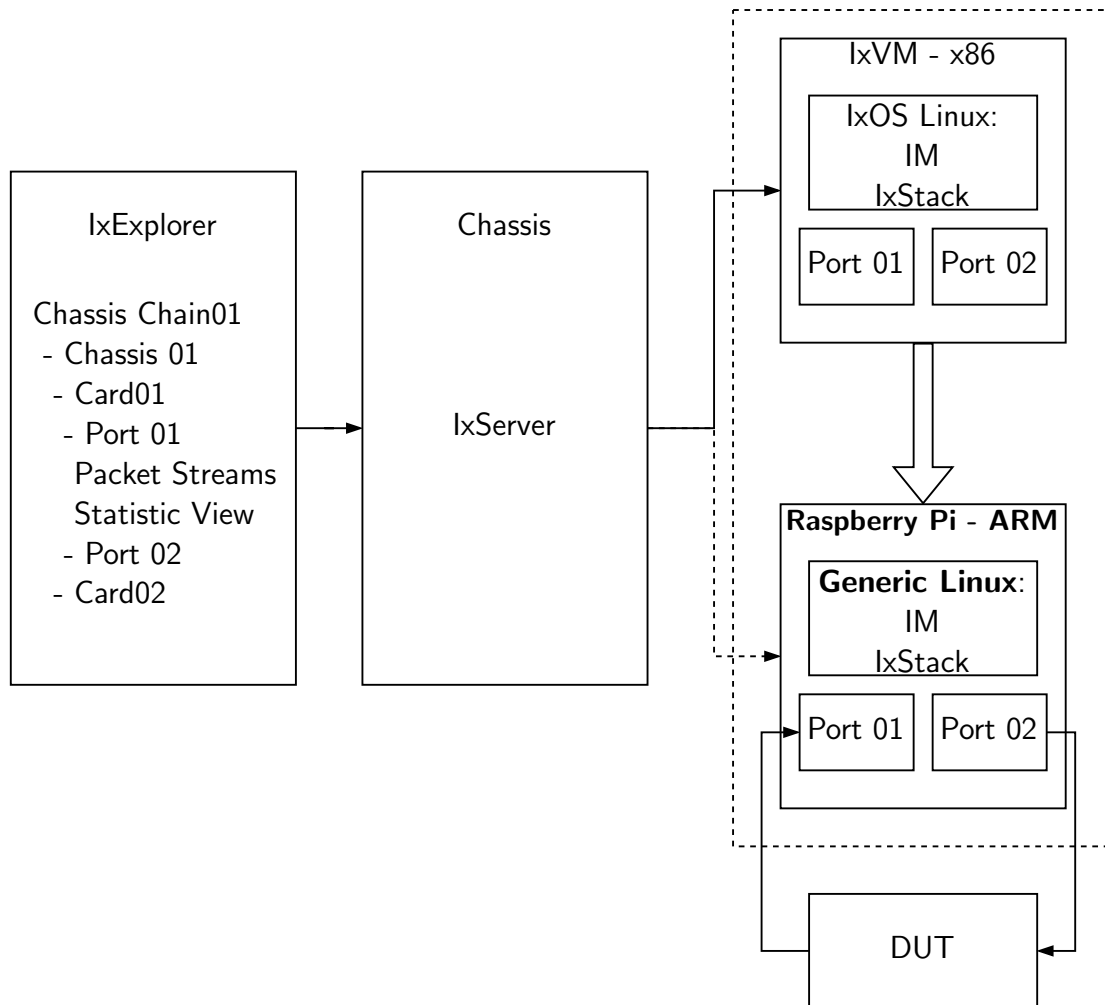 IxExplorer
Chassis Chain01
- Chassis 01
- Card01
- Port 01
Packet Streams
Statistic View
- Port 02
- Card02
Chassis
IxServer
IxVM - x86
IxOS Linux:
IM
IxStack
Port 01
Port 02
Raspberry Pi - ARM
Generic Linux:
IM
IxStack
Port 01
Port 02
DUT